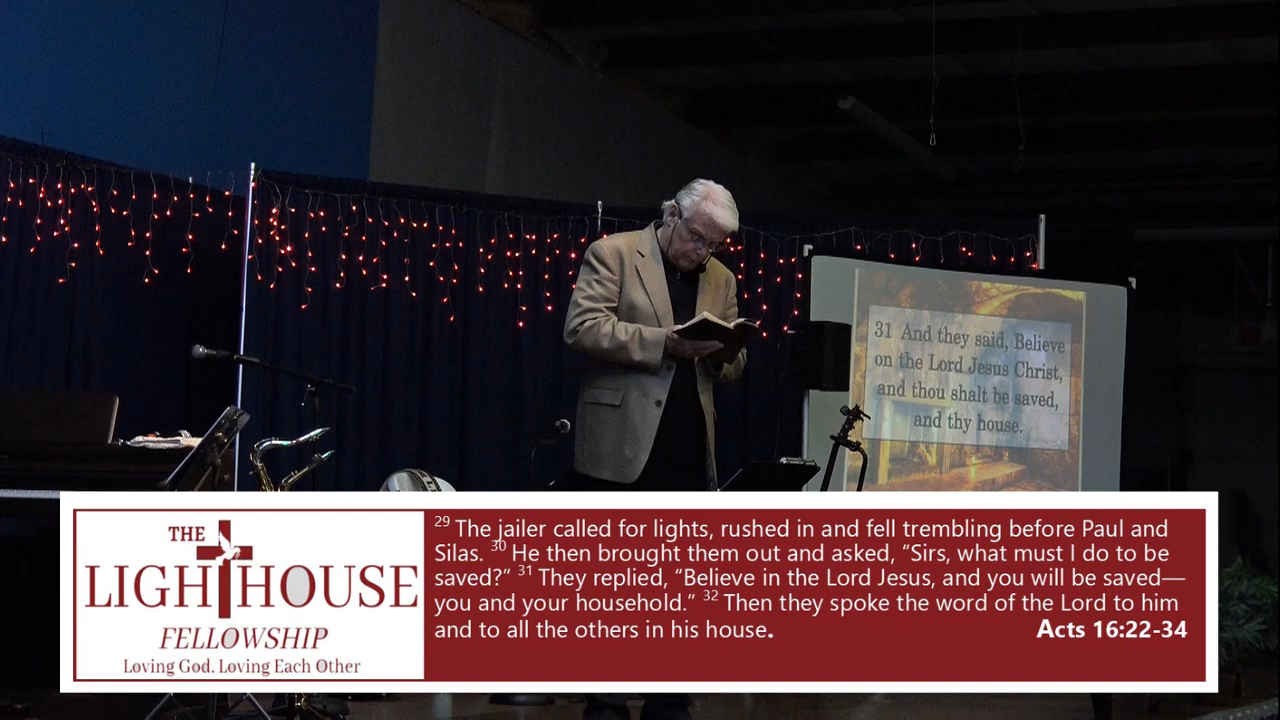 31 And they said, Believe
on the Lord Jesus Christ,
and thou shalt be saved,
and thy house.
THE
LIGHTHOUSE
FELLOWSHIP
Loving God, Loving Each Other
29 The jailer called for lights, rushed in and fell trembling before Paul and
Silas. 30 He then brought them out and asked, “Sirs, what must I do to be
saved?” 31 They replied, “Believe in the Lord Jesus, and you will be saved—
you and your household.” 32 Then they spoke the word of the Lord to him
and to all the others in his house. Acts 16:22-34